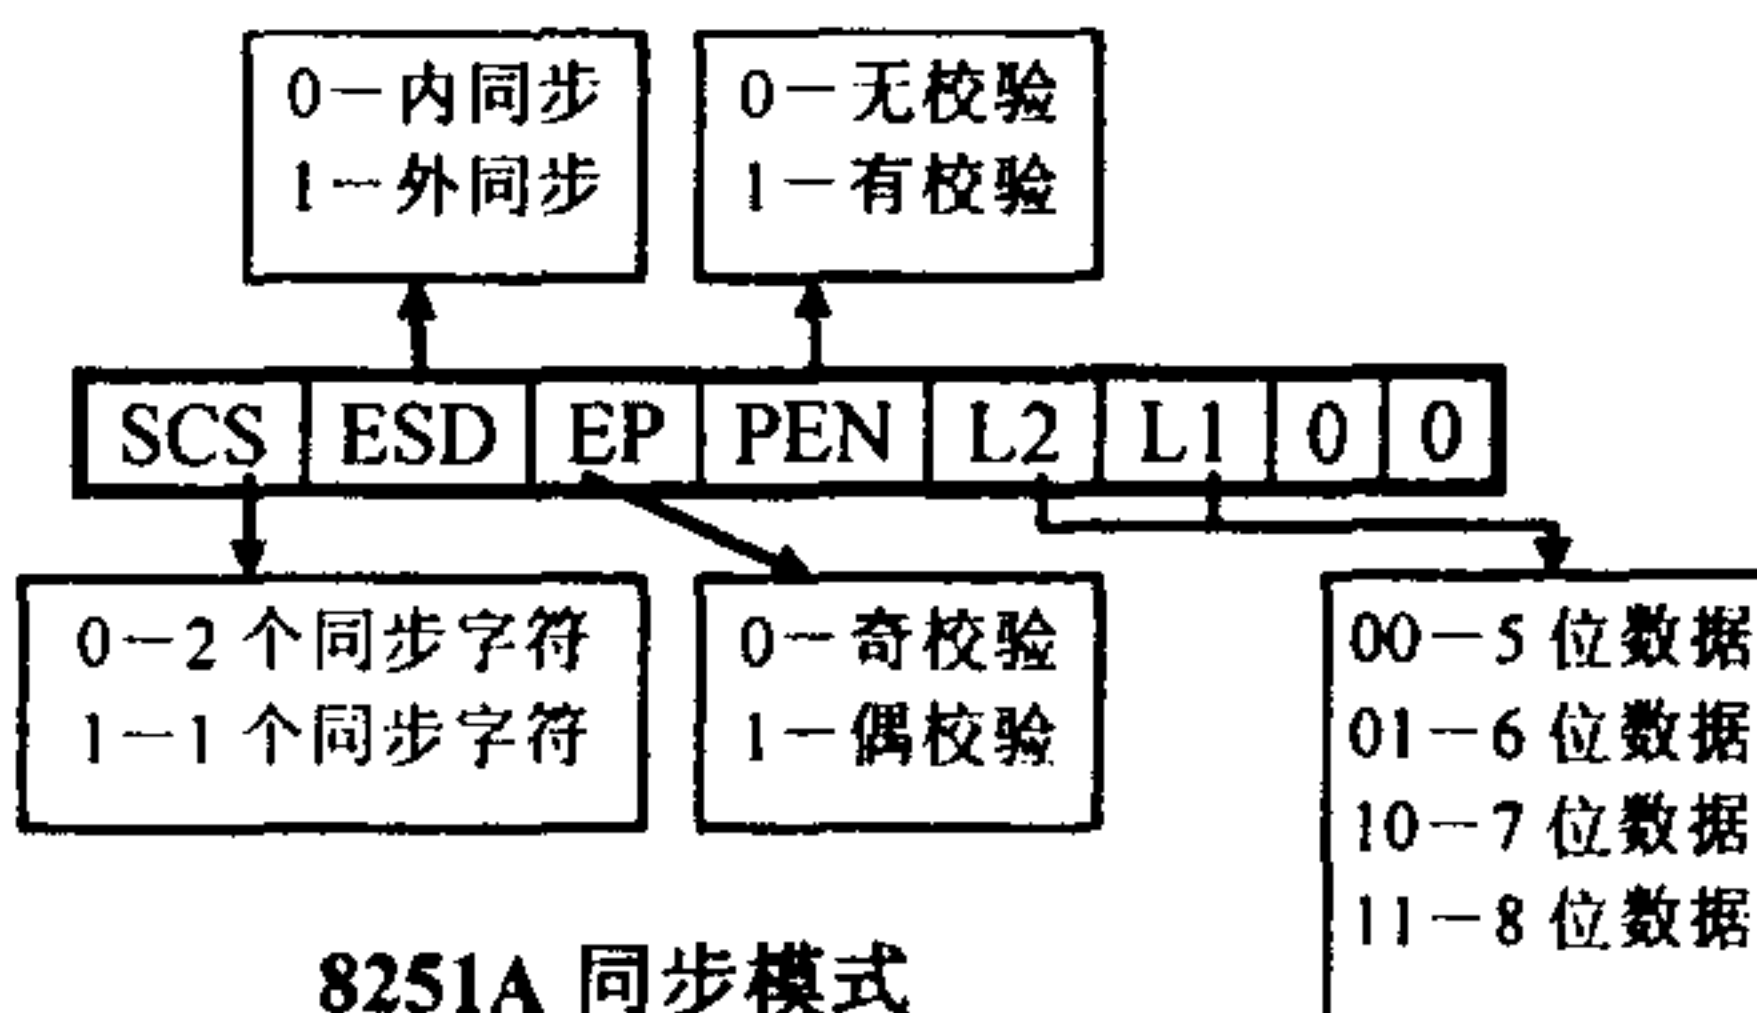 0－内同步
1－外同步
0－无校验
1－有校验
SCS ESD EP PEN L2 L1 0 0
0－2 个同步字符
1－1 个同步字符
0－奇校验
1－偶校验
00－5 位数据
01－6 位数据
10－7 位数据
11－8 位数据
8251A 同步模式